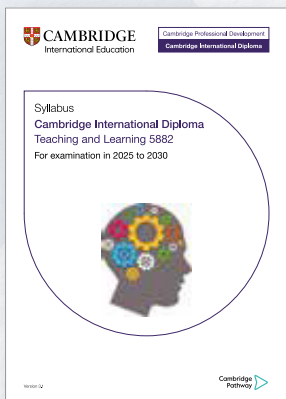 CAMBRIDGE
International Education
Cambridge Professional Development
Cambridge International Diploma
Syllabus
Cambridge International Diploma
Teaching and Learning 5882
For examination in 2025 to 2030
Cambridge
Pathway